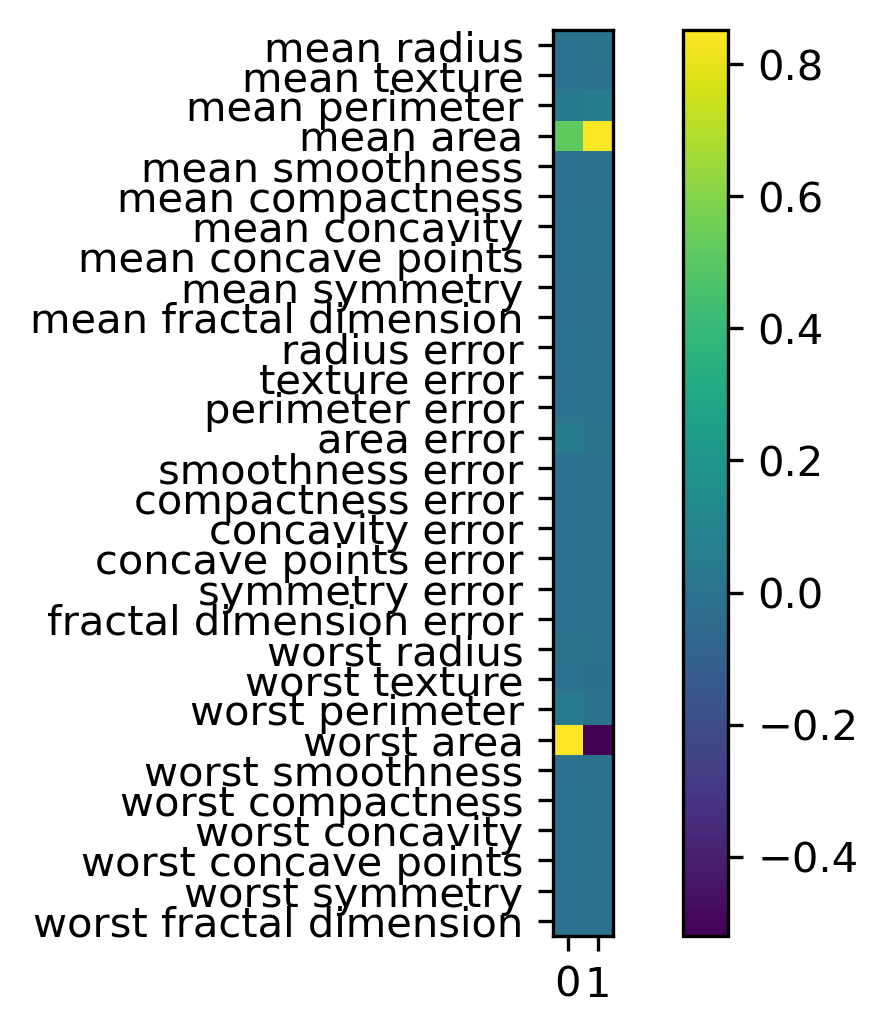 mean radius
mean texture
mean perimeter
mean area
mean smoothness
mean compactness
mean concavity
mean concave points
mean symmetry
mean fractal dimension
radius error
texture error
perimeter error
area error
smoothness error
compactness error
concavity error
concave points error
symmetry error
fractal dimension error
worst radius
worst texture
worst perimeter
worst area
worst smoothness
worst compactness
worst concavity
worst concave points
worst symmetry
worst fractal dimension
0 1
0.8
0.6
0.4
0.2
0.0
−0.2
−0.4